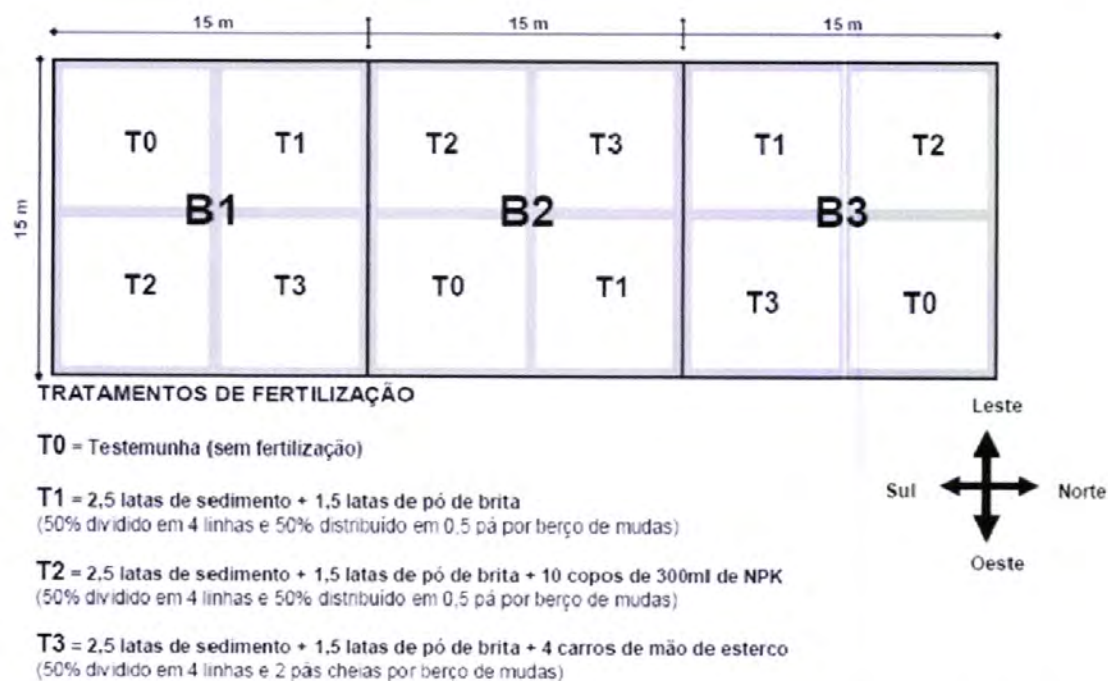 15 m 15 m 15 m
15 m
T0 T1 T2 T3 T1 T2
B1 B2 B3
T2 T3 T0 T1 T3 T0
TRATAMENTOS DE FERTILIZAÇÃO
T0 = Testemunha (sem fertilização)
T1 = 2,5 latas de sedimento + 1,5 latas de pó de brita
(50% dividido em 4 linhas e 50% distribuído em 0,5 pá por berço de mudas)
T2 = 2,5 latas de sedimento + 1,5 latas de pó de brita + 10 copos de 300ml de NPK
(50% dividido em 4 linhas e 50% distribuído em 0,5 pá por berço de mudas)
T3 = 2,5 latas de sedimento + 1,5 latas de pó de brita + 4 carros de mão de esterco
(50% dividido em 4 linhas e 2 pás cheias por berço de mudas)
Leste
Sul Norte
Oeste